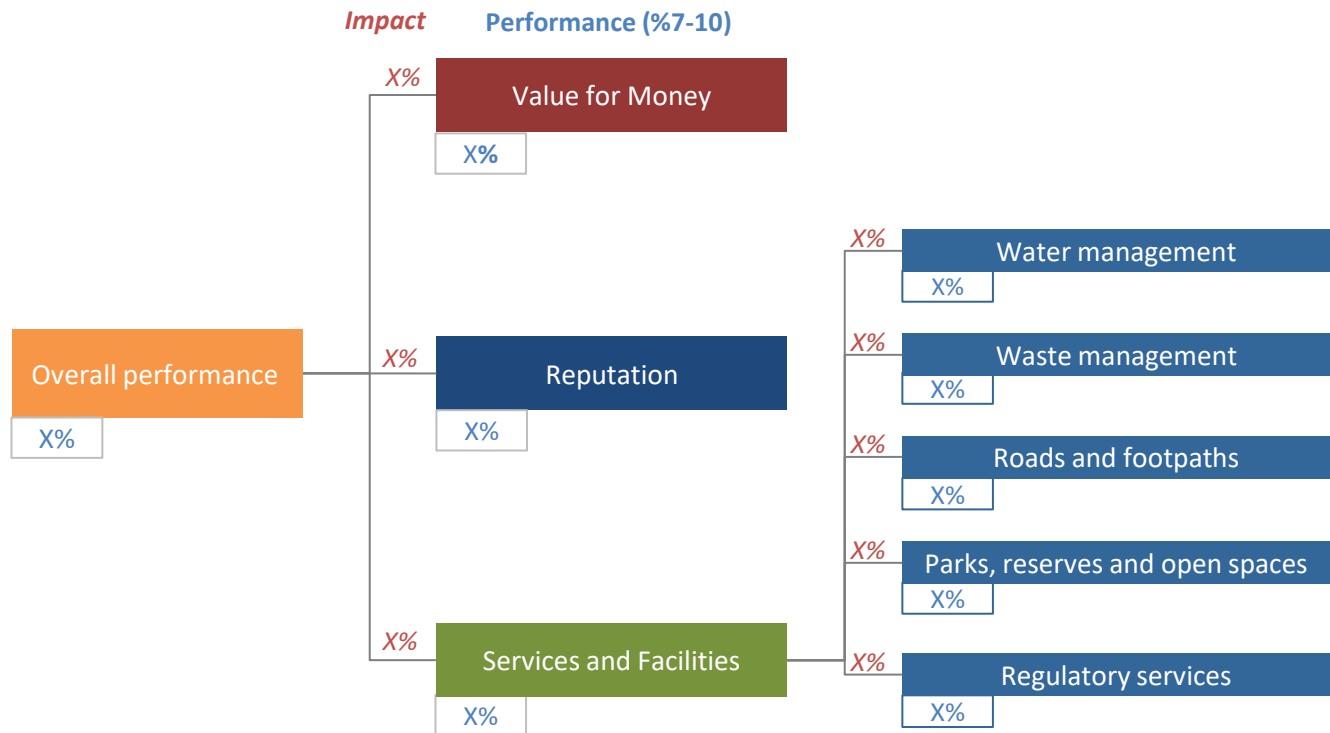 Impact Performance (%7-10)
X%
Value for Money
X%
X%
Water management
X%
Overall performance
X%
X%
Reputation
X%
X%
Waste management
X%
X%
Roads and footpaths
X%
X%
Parks, reserves and open spaces
X%
X%
Services and Facilities
X%
X%
Regulatory services
X%